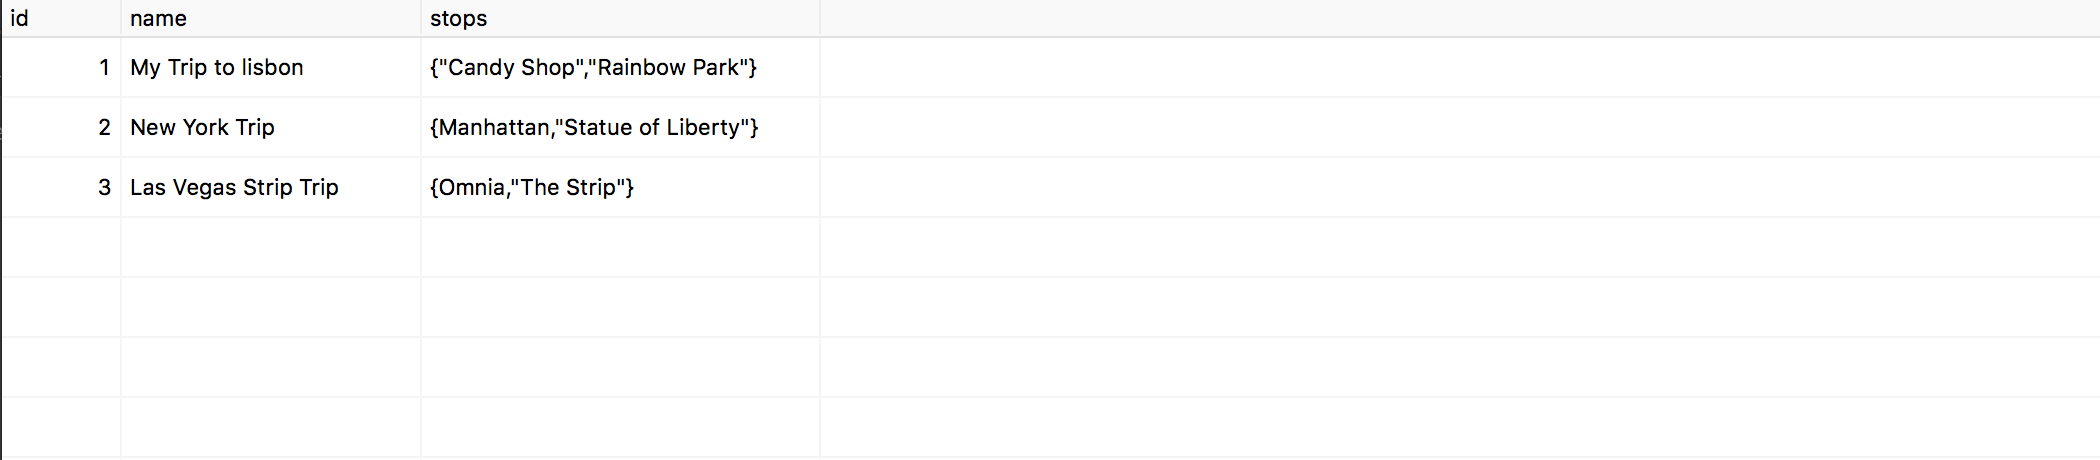 id name stops
1 My Trip to lisbon {"Candy Shop","Rainbow Park"}
2 New York Trip {Manhattan,"Statue of Liberty"}
3 Las Vegas Strip Trip {Omnia,"The Strip"}